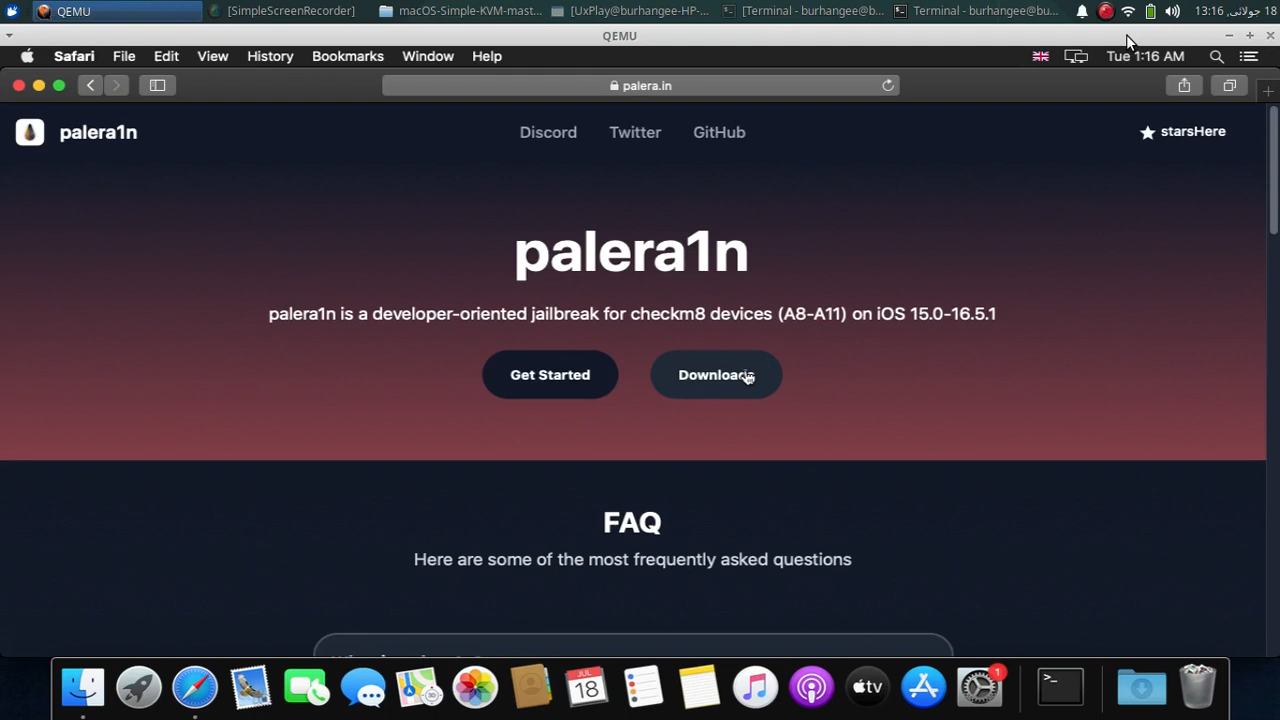 QEMU
[SimpleScreenRecorder]
macOS-Simple-KVM-mast...
[UxPlay@burhangee-HP-...
[Terminal - burhangee@b...
Terminal - burhangee@bu...
18 جولائی, 13:16
QEMU
Safari File Edit View History Bookmarks Window Help
Tue 1:16 AM
palera.in
palera1n
Discord Twitter GitHub
starsHere
palera1n
palera1n is a developer-oriented jailbreak for checkm8 devices (A8-A11) on iOS 15.0-16.5.1
Get Started
Downloads
FAQ
Here are some of the most frequently asked questions
JUL
18
tv
1
>_